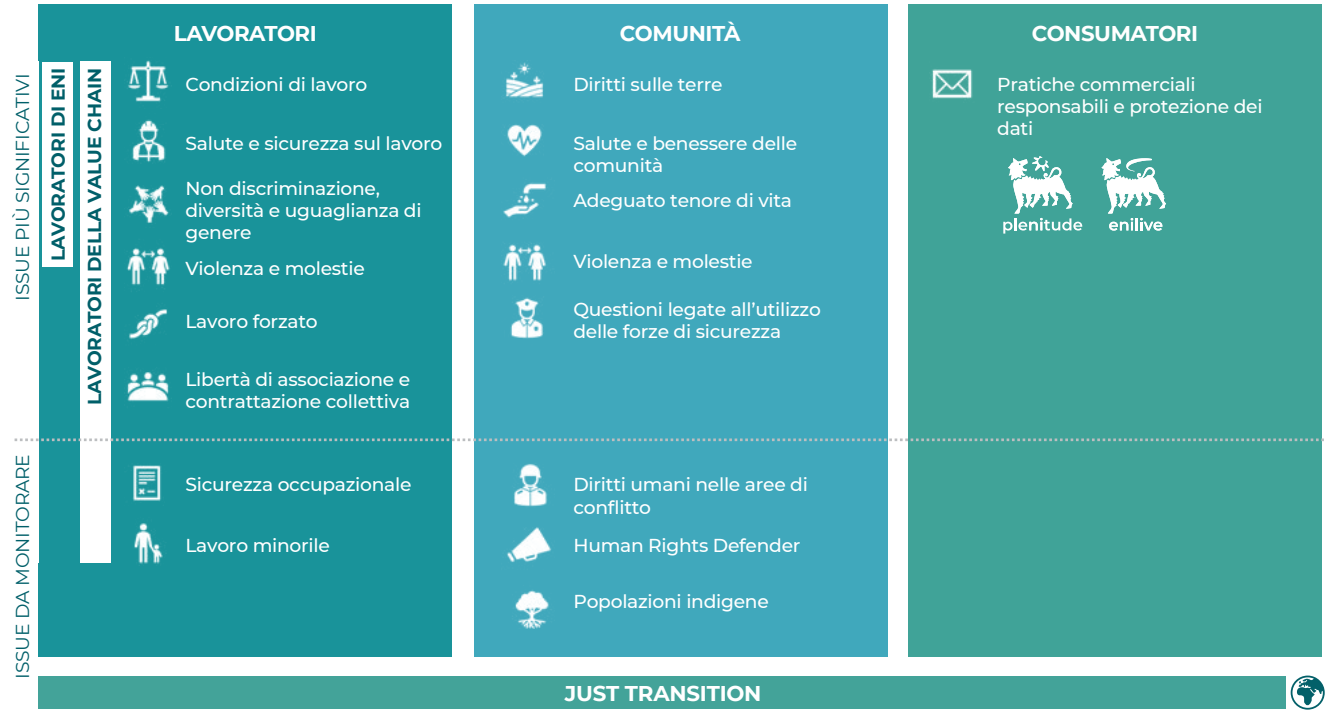 ISSUE PIÙ SIGNIFICATIVI
LAVORATORI DI ENI
LAVORATORI DELLA VALUE CHAIN
LAVORATORI
Condizioni di lavoro
Salute e sicurezza sul lavoro
Non discriminazione,
diversità e uguaglianza di
genere
Violenza e molestie
Lavoro forzato
Libertà di associazione e
contrattazione collettiva
COMUNITÀ
Diritti sulle terre
Salute e benessere delle
comunità
Adeguato tenore di vita
Violenza e molestie
Questioni legate all’utilizzo
delle forze di sicurezza
CONSUMATORI
Pratiche commerciali
responsabili e protezione dei
dati
plenitude
enilive
ISSUE DA MONITORARE
Sicurezza occupazionale
Lavoro minorile
Diritti umani nelle aree di
conflitto
Human Rights Defender
Popolazioni indigene
JUST TRANSITION